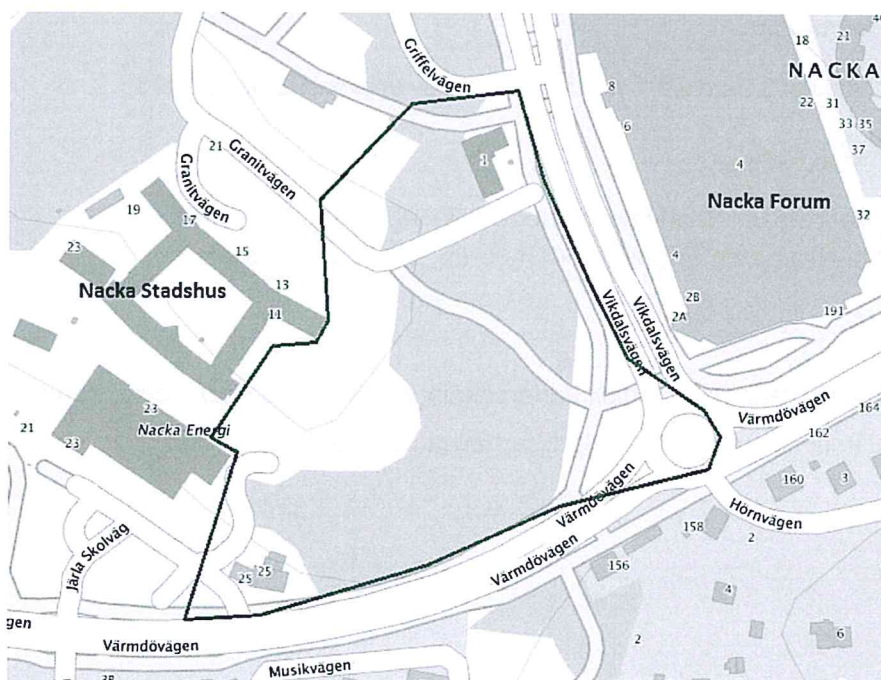 Griffelvägen
18
21
40
NACKA
8
22
31
6
33
35
37
1
4
21
Granitvägen
Granitvägen
Nacka Forum
32
19
17
15
23
4
13
Nacka Stadshus
11
2B
2A
191
Vikdalsvägen
Vikdalsvägen
23
Nacka Energi
21
23
Värmdövägen
164
162
160
3
Värmdövägen
Hörnvägen
158
2
Järla Skolväg
25
25
Värmdövägen
156
4
gen
Värmdövägen
2
6
Musikvägen